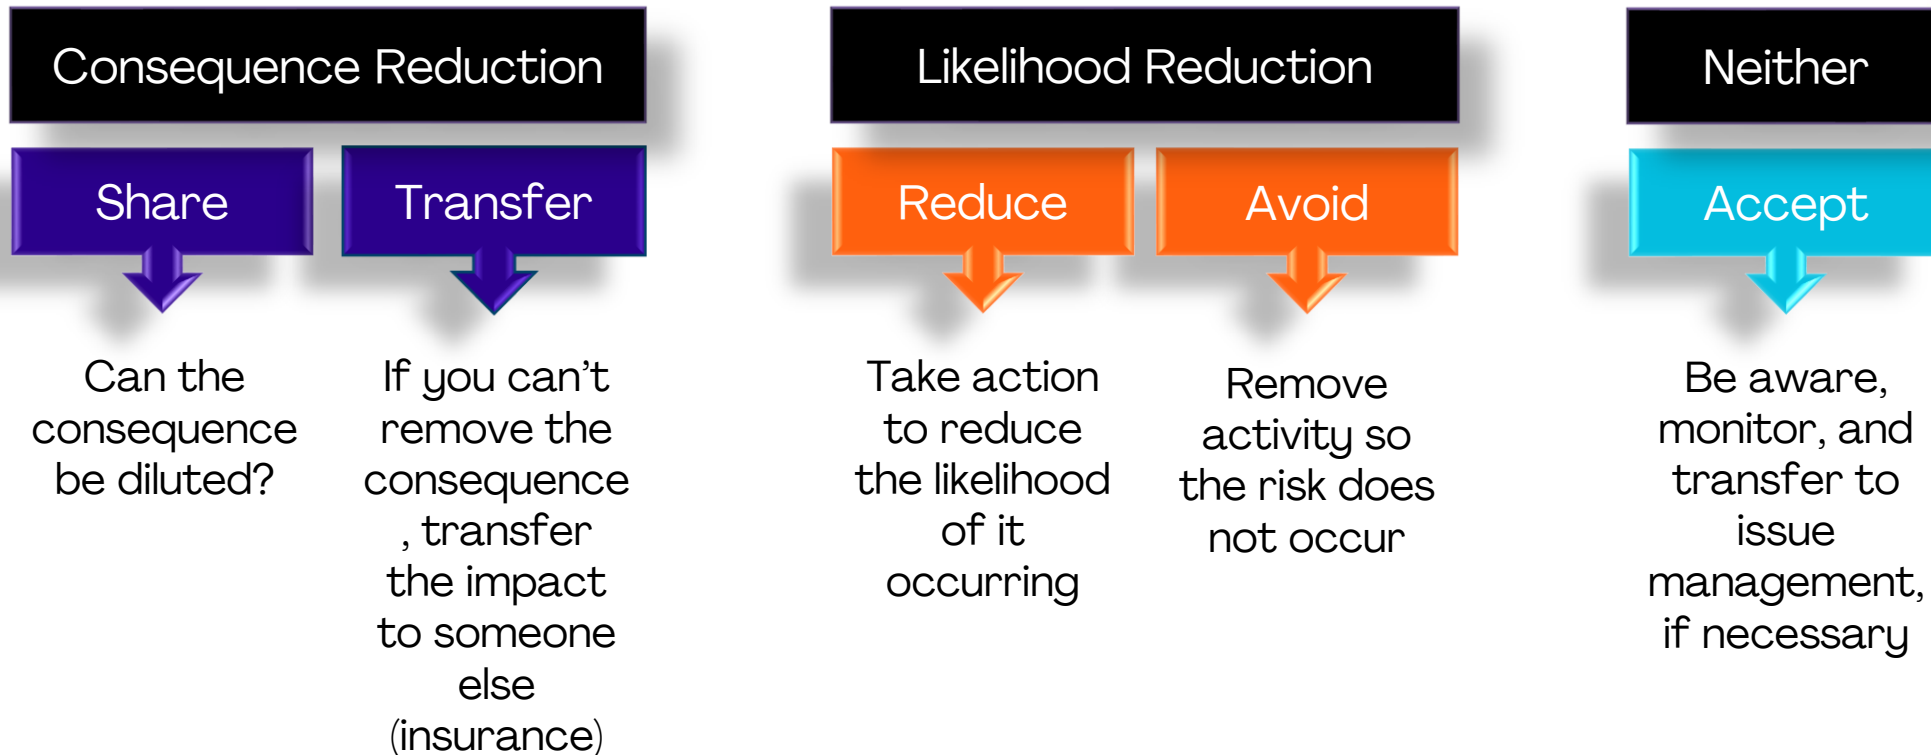 Consequence Reduction
Share
Can the
consequence
be diluted?
Transfer
If you can’t
remove the
consequence
, transfer
the impact
to someone
else
(insurance)
Likelihood Reduction
Reduce
Take action
to reduce
the likelihood
of it
occurring
Avoid
Remove
activity so
the risk does
not occur
Neither
Accept
Be aware,
monitor, and
transfer to
issue
management,
if necessary